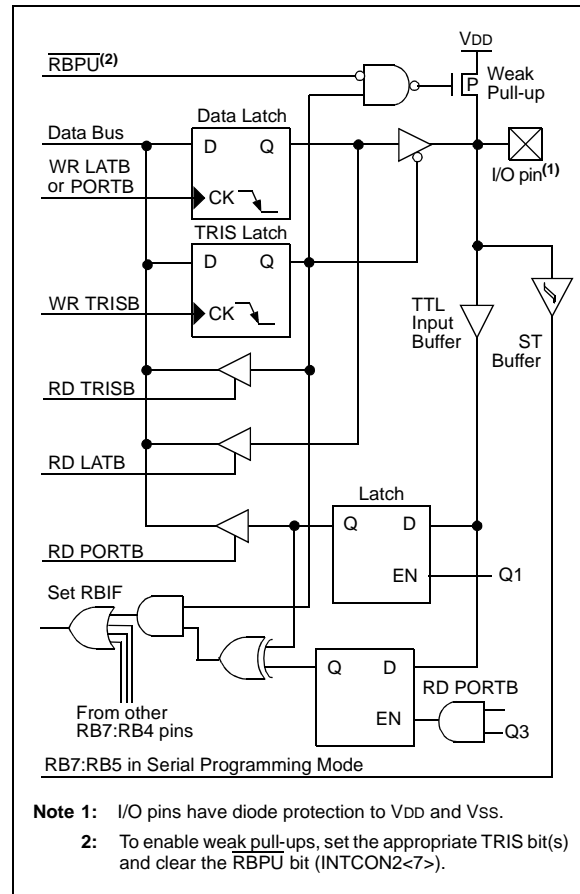 VDD
RBPU(2)
P
Weak
Pull-up
Data Latch
Data Bus
D Q
WR LATB
or PORTB
CK
I/O pin(1)
TRIS Latch
D Q
WR TRISB
CK
TTL
Input
Buffer
ST
Buffer
RD TRISB
RD LATB
Latch
Q D
RD PORTB
EN
Q1
Set RBIF
Q D
RD PORTB
EN
Q3
From other
RB7:RB4 pins
RB7:RB5 in Serial Programming Mode
Note 1: I/O pins have diode protection to VDD and VSS.
2: To enable weak pull-ups, set the appropriate TRIS bit(s)
and clear the RBPU bit (INTCON2<7>).